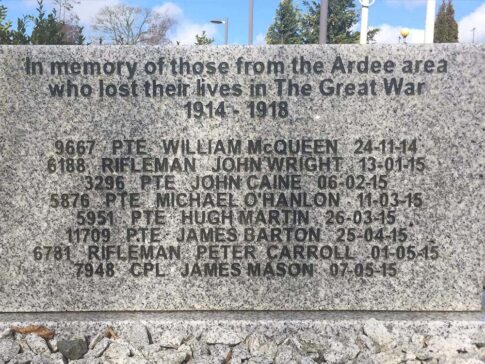 In memory of those from the Ardee area
who lost their lives in The Great War
1914 - 1918
9667 PTE WILLIAM McQUEEN 24-11-14
6188 RIFLEMAN JOHN WRIGHT 13-01-15
3296 PTE JOHN CAINE 06-02-15
5876 PTE MICHAEL O'HANLON 11-03-15
5951 PTE HUGH MARTIN 26-03-15
11709 PTE JAMES BARTON 25-04-15
6781 RIFLEMAN PETER CARROLL 01-05-15
7948 CPL JAMES MASON 07-05-15